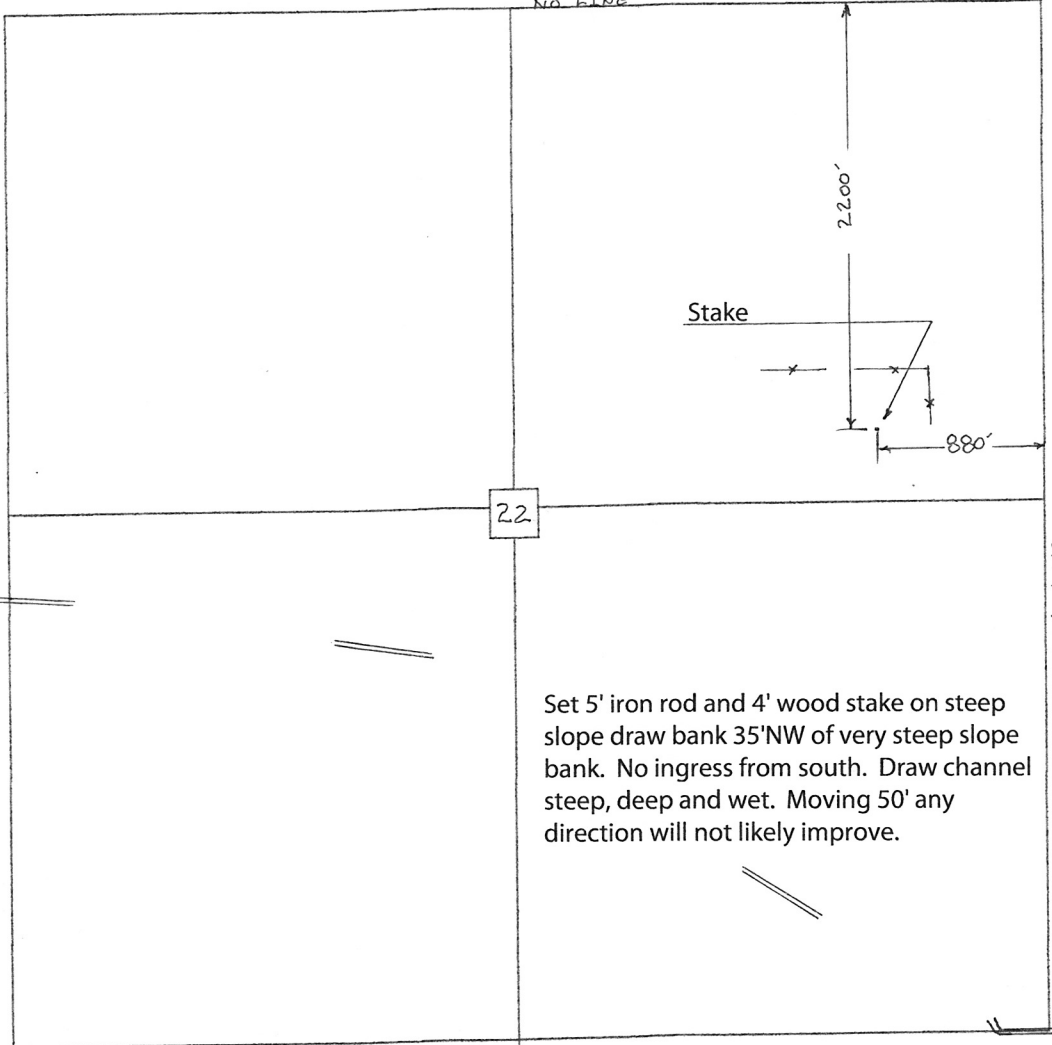 NO LINE
2200'
Stake
880'
22
Set 5' iron rod and 4' wood stake on steep
slope draw bank 35'NW of very steep slope
bank. No ingress from south. Draw channel
steep, deep and wet. Moving 50' any
direction will not likely improve.